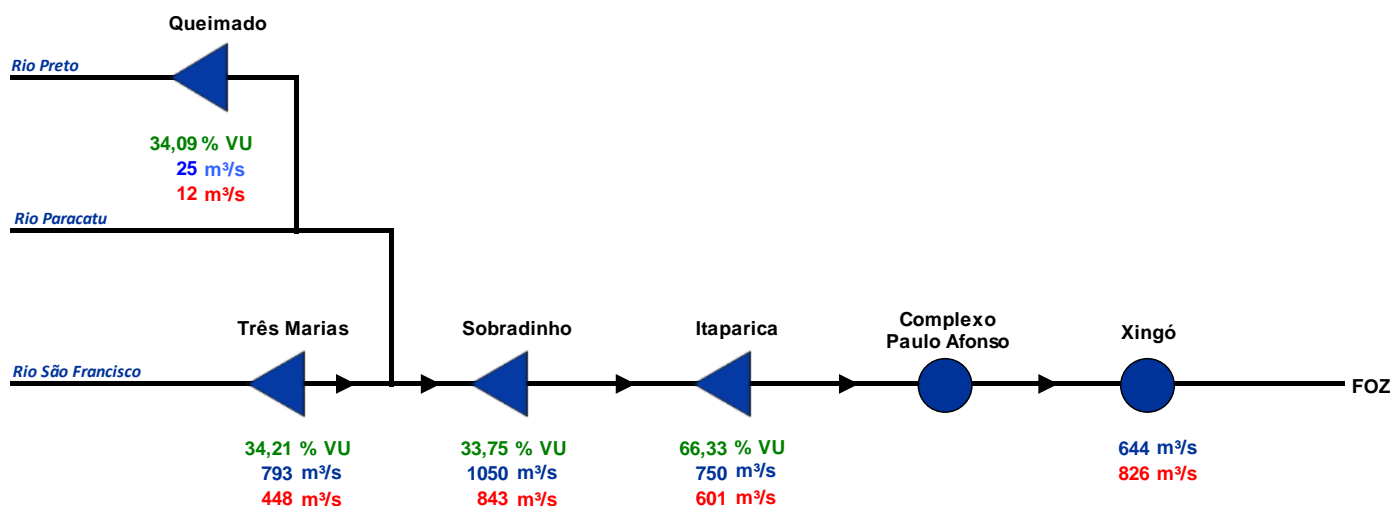 Queimado
Rio Preto
34,09 % VU
25 m³/s
12 m³/s
Rio Paracatu
Três Marias
Sobradinho
Itaparica
Complexo
Paulo Afonso
Xingó
Rio São Francisco
FOZ
34,21 % VU
793 m³/s
448 m³/s
33,75 % VU
1050 m³/s
843 m³/s
66,33 % VU
750 m³/s
601 m³/s
644 m³/s
826 m³/s